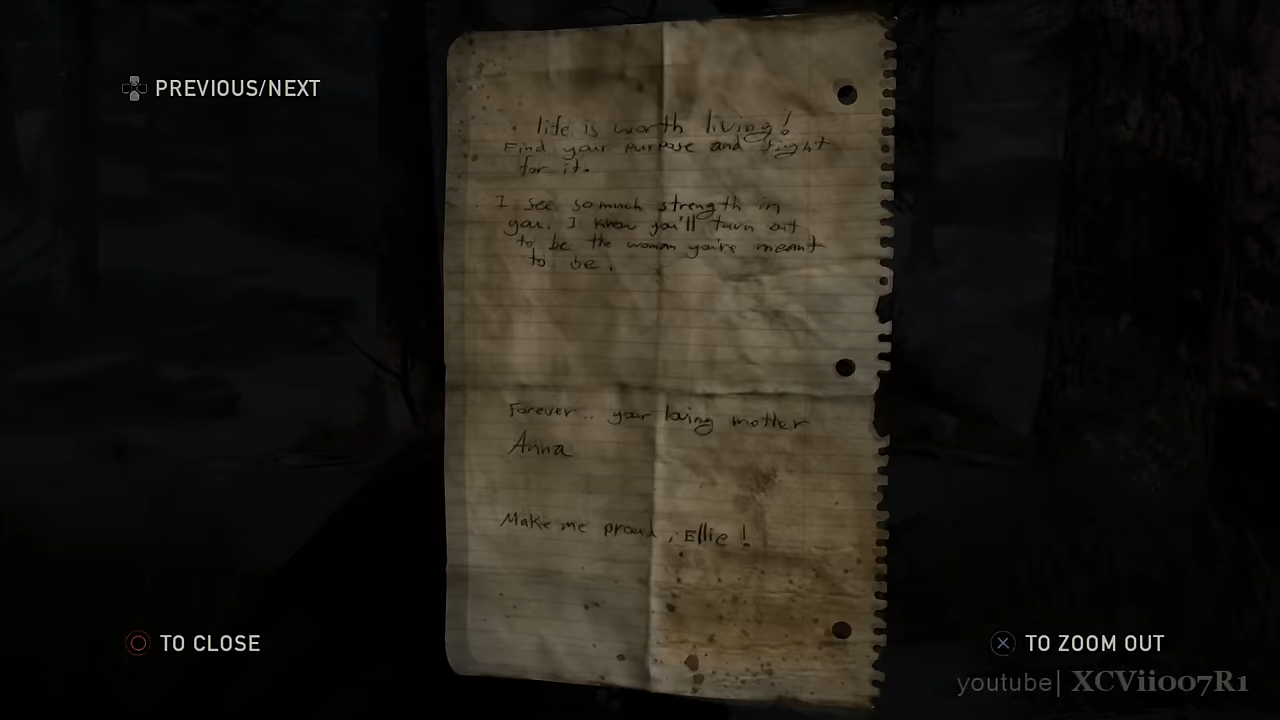 PREVIOUS/NEXT
life is worth living!
Find your purpose and fight
for it.
I see so much strength in
you. I know you'll turn out
to be the woman you're meant
to be.
Forever.. your loving mother
Anna
Make me proud, Ellie!
TO CLOSE
TO ZOOM OUT
youtube| XCVii007R1